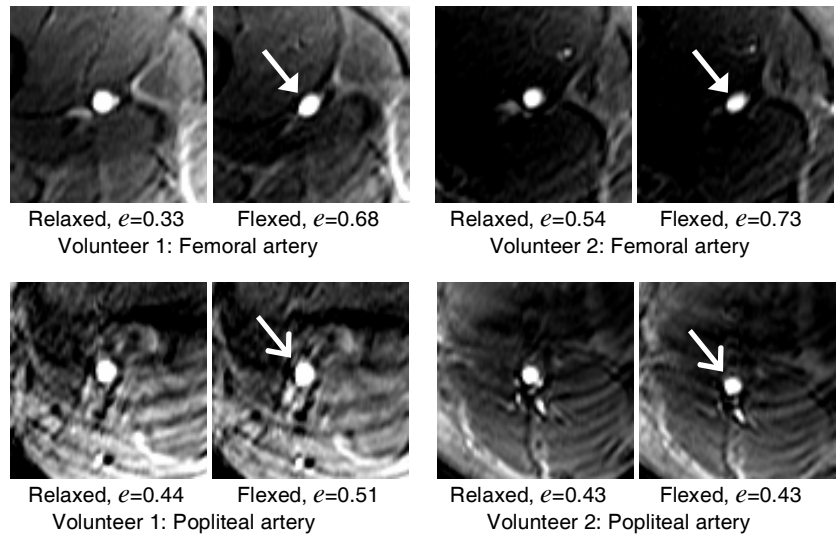 Relaxed, e=0.33 Flexed, e=0.68
Volunteer 1: Femoral artery
Relaxed, e=0.54 Flexed, e=0.73
Volunteer 2: Femoral artery
Relaxed, e=0.44 Flexed, e=0.51
Volunteer 1: Popliteal artery
Relaxed, e=0.43 Flexed, e=0.43
Volunteer 2: Popliteal artery